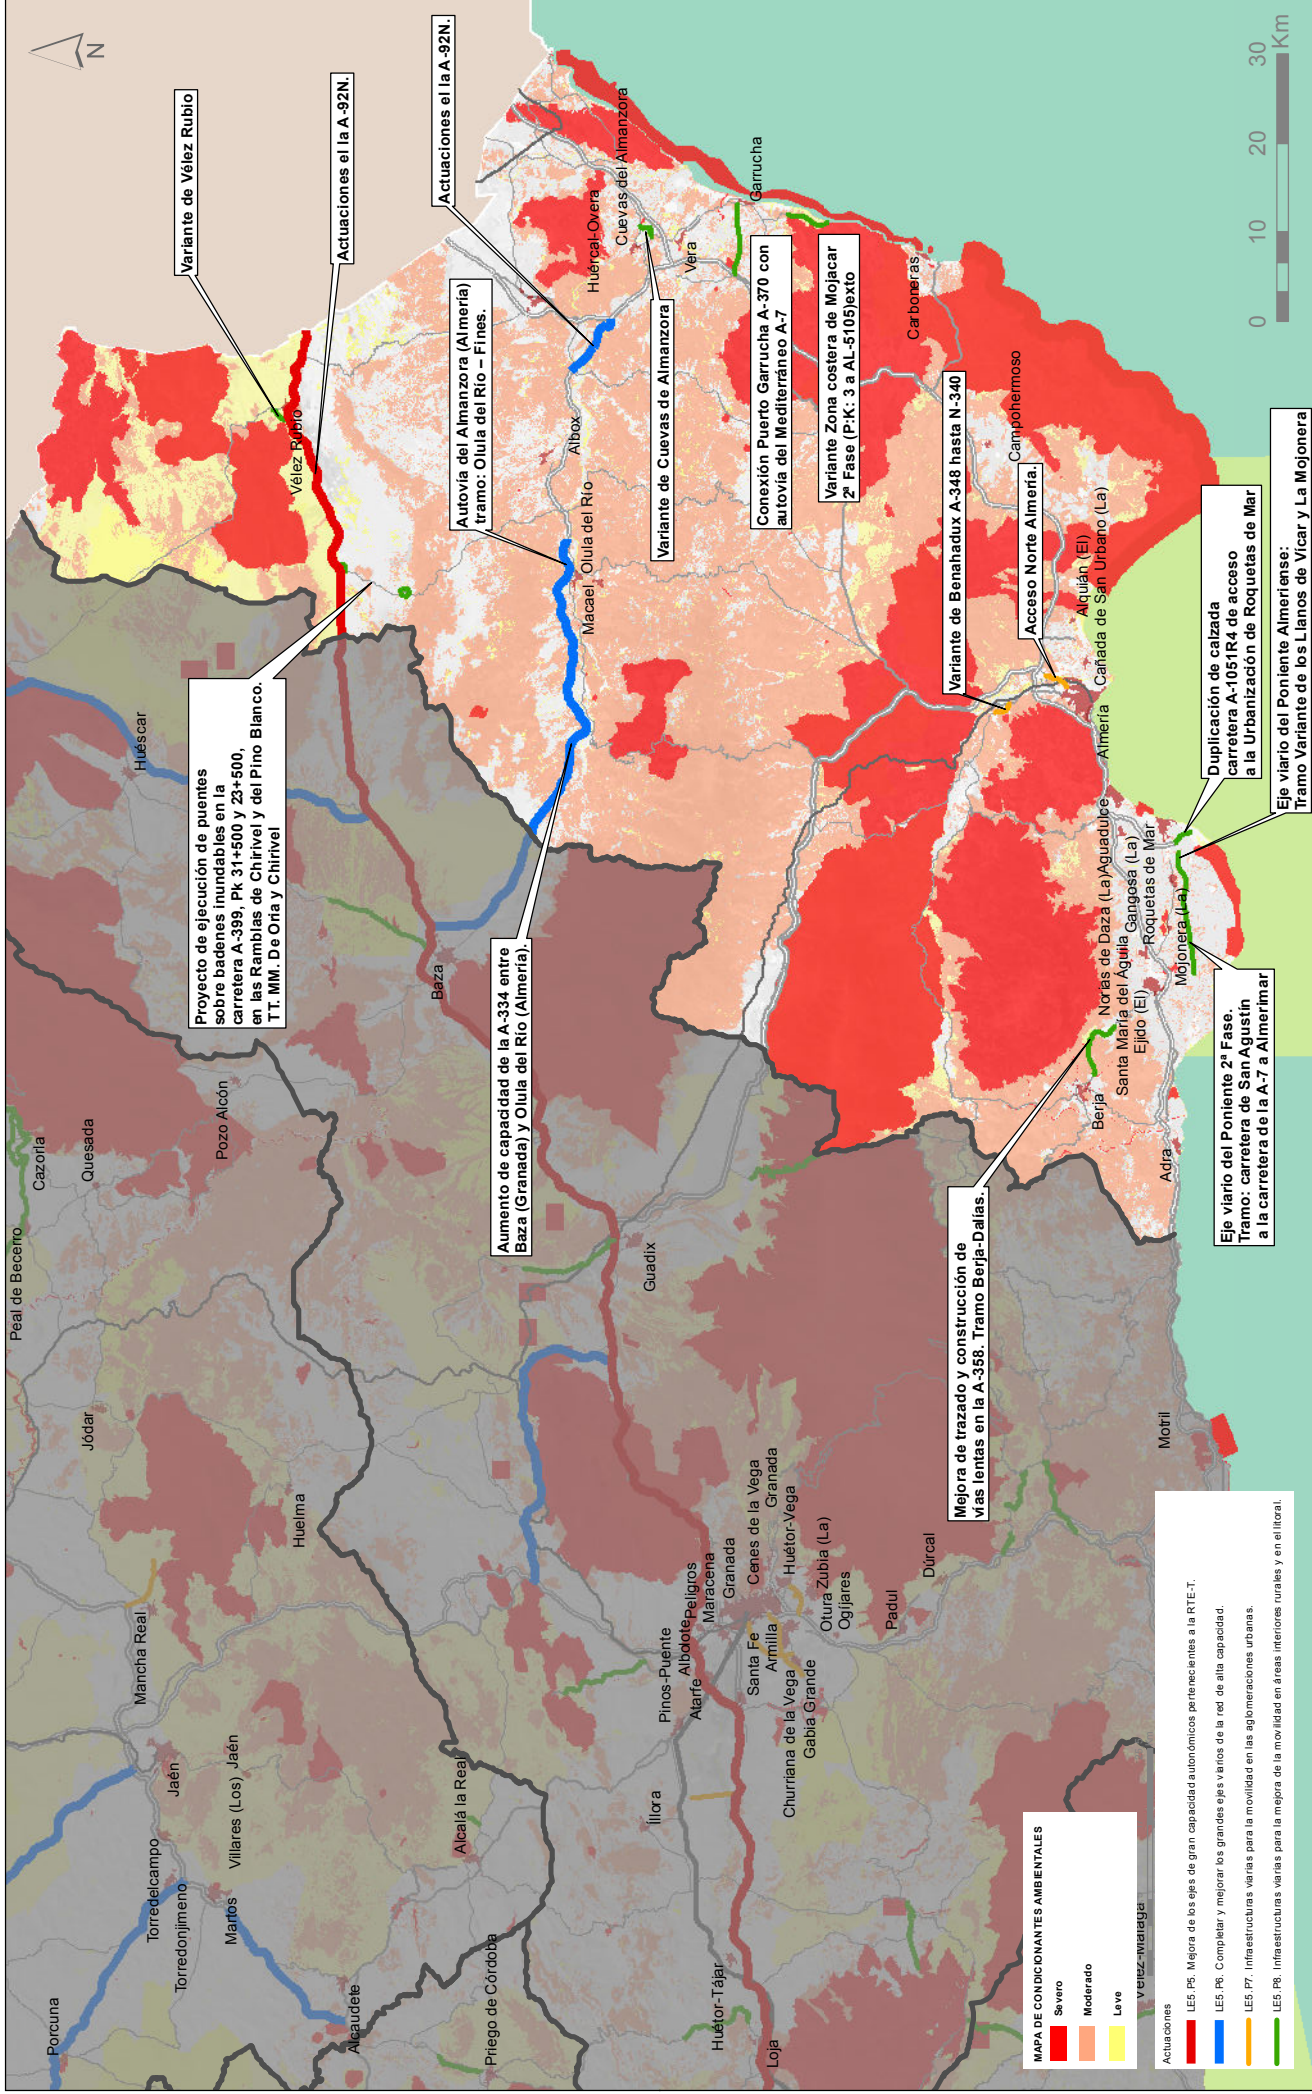 N
Variante de Vélez Rubio
Actuaciones el la A-92N.
Actuaciones el la A-92N.
Autovía del Almanzora (Almería)
tramo: Olula del Río – Fines.
Variante de Cuevas de Almanzora
Conexión Puerto Garrucha A-370 con
autovía del Mediterráneo A-7
Variante Zona costera de Mojacar
2ª Fase (P:K: 3 a AL-5105)exto
Variante de Benahadux A-348 hasta N-340
Acceso Norte Almería.
Duplicación de calzada
carretera A-1051R4 de acceso
a la Urbanización de Roquetas de Mar
Eje viario del Poniente Almeriense:
Tramo Variante de los Llanos de Vicar y La Mojonera
Proyecto de ejecución de puentes
sobre badenes inundables en la
carretera A-399, Pk 31+500 y 23+500,
en las Ramblas de Chirivel y del Pino Blanco.
TT. MM. De Oria y Chirivel
Aumento de capacidad de la A-334 entre
Baza (Granada) y Olula del Río (Almería).
Mejora de trazado y construcción de
vías lentas en la A-358. Tramo Berja-Dalías.
Eje viario del Poniente 2ª Fase.
Tramo: carretera de San Agustín
a la carretera de la A-7 a Almerimar
Vélez Rubio
Huércal-Overa
Cuevas del Almanzora
Garrucha
Vera
Albox
Olula del Río
Macael
Carboneras
Campohermoso
Alquián (El)
Cañada de San Urbano (La)
Almería
Aguadulce
Norias de Daza (La)
Gangosa (La)
Roquetas de Mar
Santa María del Águila
Ejido (El)
Mojonera (La)
Berja
Adra
Huéscar
Baza
Pozo Alcón
Quesada
Cazorla
Peal de Becerro
Jódar
Huelma
Guadix
Mancha Real
Jaén
Jaén
Villares (Los)
Torredelcampo
Torredonjimeno
Martos
Porcuna
Alcaudete
Alcalá la Real
Priego de Córdoba
Pinos-Puente
Albolote
Peligros
Maracena
Atarfe
Granada
Cenes de la Vega
Granada
Huétor-Vega
Santa Fe
Armilla
Churriana de la Vega
Gabia Grande
Otura Zubia (La)
Ogíjares
Padul
Dúrcal
Motril
Íllora
Huétor-Tájar
Loja
Vélez-Málaga
0 10 20 30
Km
MAPA DE CONDICIONANTES AMBIENTALES
Severo
Moderado
Leve
Actuaciones
LE5.P5. Mejora de los ejes de gran capacidad autonómicos pertenecientes a la RTE-T.
LE5.P6. Completar y mejorar los grandes ejes viarios de la red de alta capacidad.
LE5.P7. Infraestructuras viarias para la movilidad en las aglomeraciones urbanas.
LE5.P8. Infraestructuras viarias para la mejora de la movilidad en áreas interiores rurales y en el litoral.